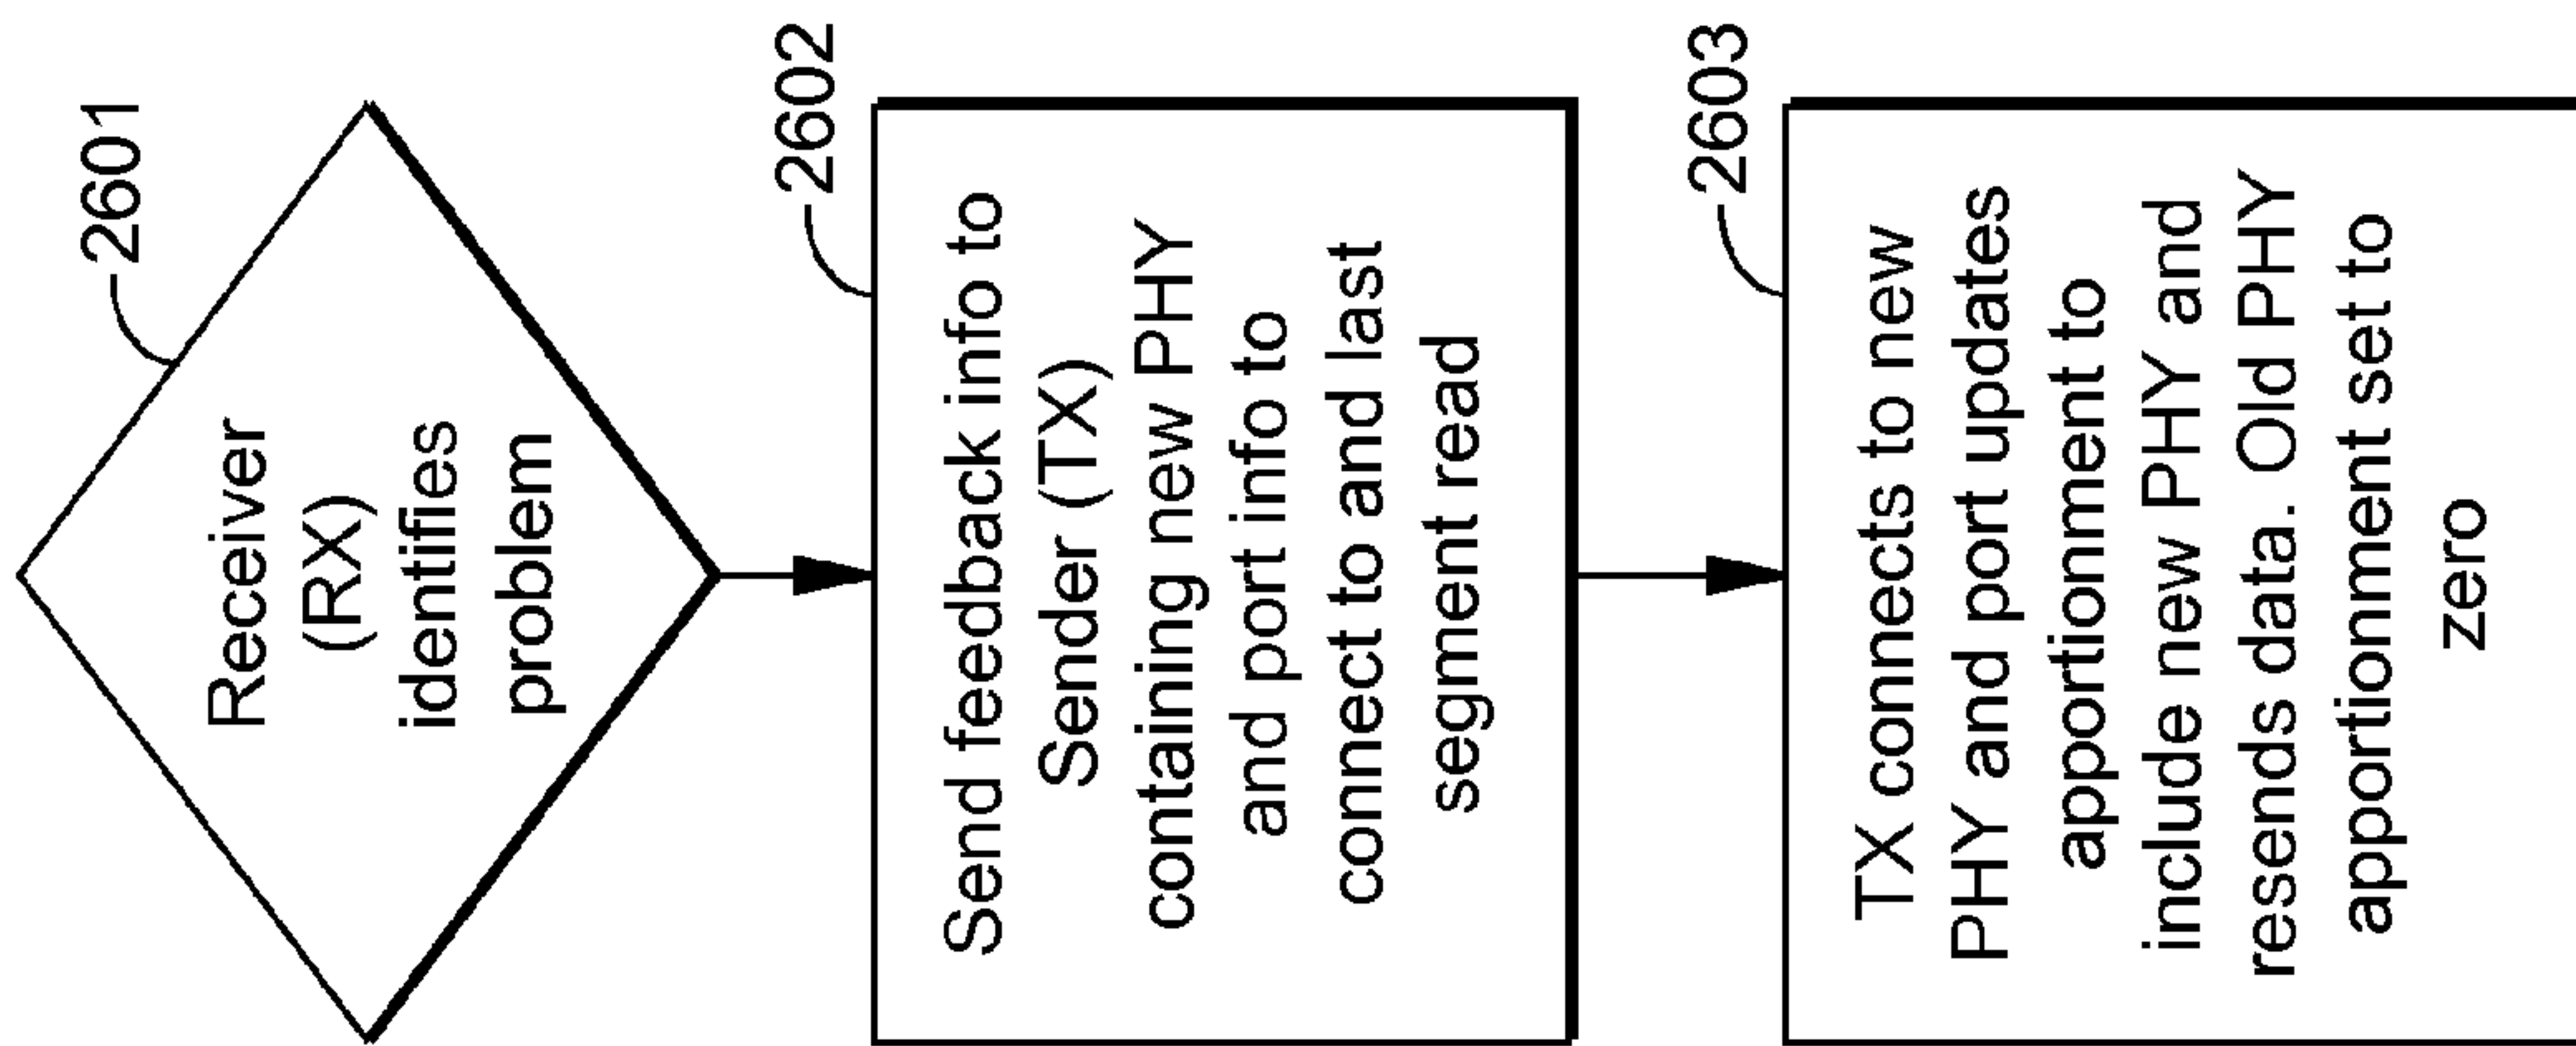 2601
Receiver
(RX)
identifies
problem
2602
Send feedback info to
Sender (TX)
containing new PHY
and port info to
connect to and last
segment read
2603
TX connects to new
PHY and port updates
apportionment to
include new PHY and
resends data. Old PHY
apportionment set to
zero